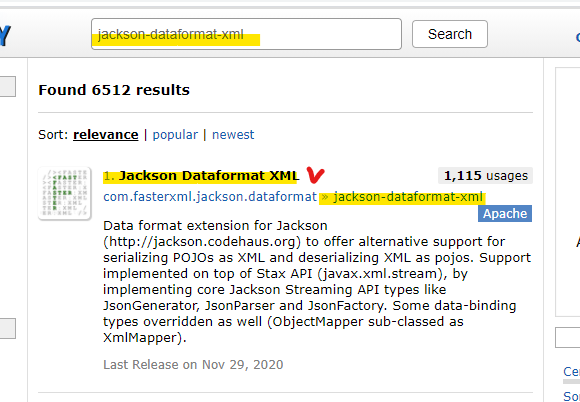 Y
jackson-dataformat-xml
Search
Found 6512 results
Sort: relevance | popular | newest
1. Jackson Dataformat XML
1,115 usages
com.fasterxml.jackson.dataformat » jackson-dataformat-xml
Apache
Data format extension for Jackson
(http://jackson.codehaus.org) to offer alternative support for
serializing POJOs as XML and deserializing XML as pojos. Support
implemented on top of Stax API (javax.xml.stream), by
implementing core Jackson Streaming API types like
JsonGenerator, JsonParser and JsonFactory. Some data-binding
types overridden as well (ObjectMapper sub-classed as
XmlMapper).
Last Release on Nov 29, 2020